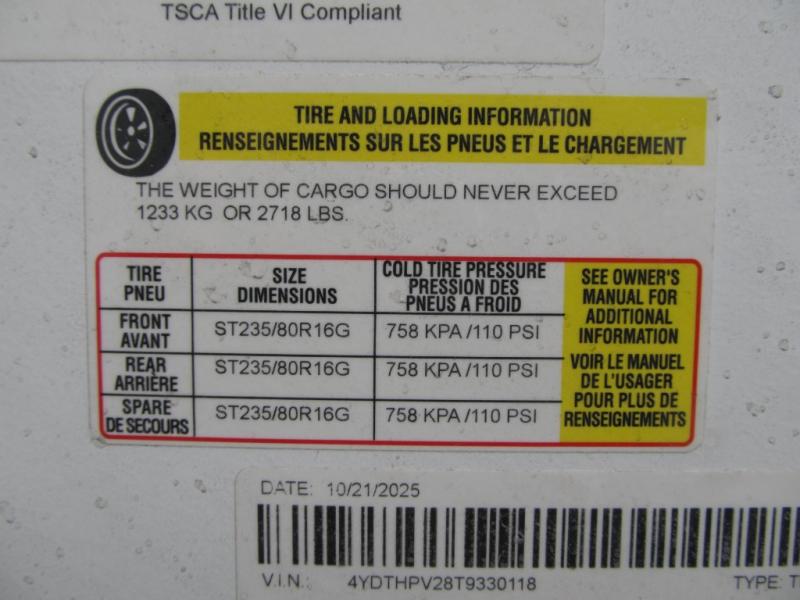 TSCA Title VI Compliant
TIRE AND LOADING INFORMATION
RENSEIGNEMENTS SUR LES PNEUS ET LE CHARGEMENT
THE WEIGHT OF CARGO SHOULD NEVER EXCEED
1233 KG OR 2718 LBS.
TIRE
PNEU
SIZE
DIMENSIONS
COLD TIRE PRESSURE
PRESSION DES
PNEUS A FROID
FRONT
AVANT
ST235/80R16G
758 KPA /110 PSI
REAR
ARRIÈRE
ST235/80R16G
758 KPA /110 PSI
SPARE
DE SECOURS
ST235/80R16G
758 KPA /110 PSI
SEE OWNER'S
MANUAL FOR
ADDITIONAL
INFORMATION
VOIR LE MANUEL
DE L'USAGER
POUR PLUS DE
RENSEIGNEMENTS
DATE: 10/21/2025
V.I.N.: 4YDTHPV28T9330118 TYPE: T